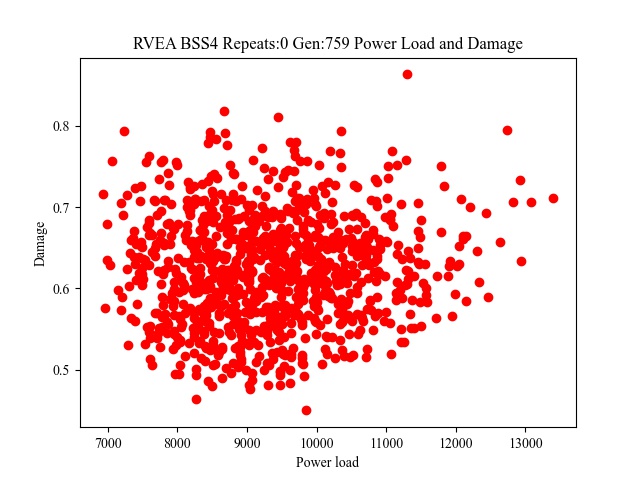 RVEA BSS4 Repeats:0 Gen:759 Power Load and Damage
Damage
0.8
0.7
0.6
0.5
7000 8000 9000 10000 11000 12000 13000
Power load